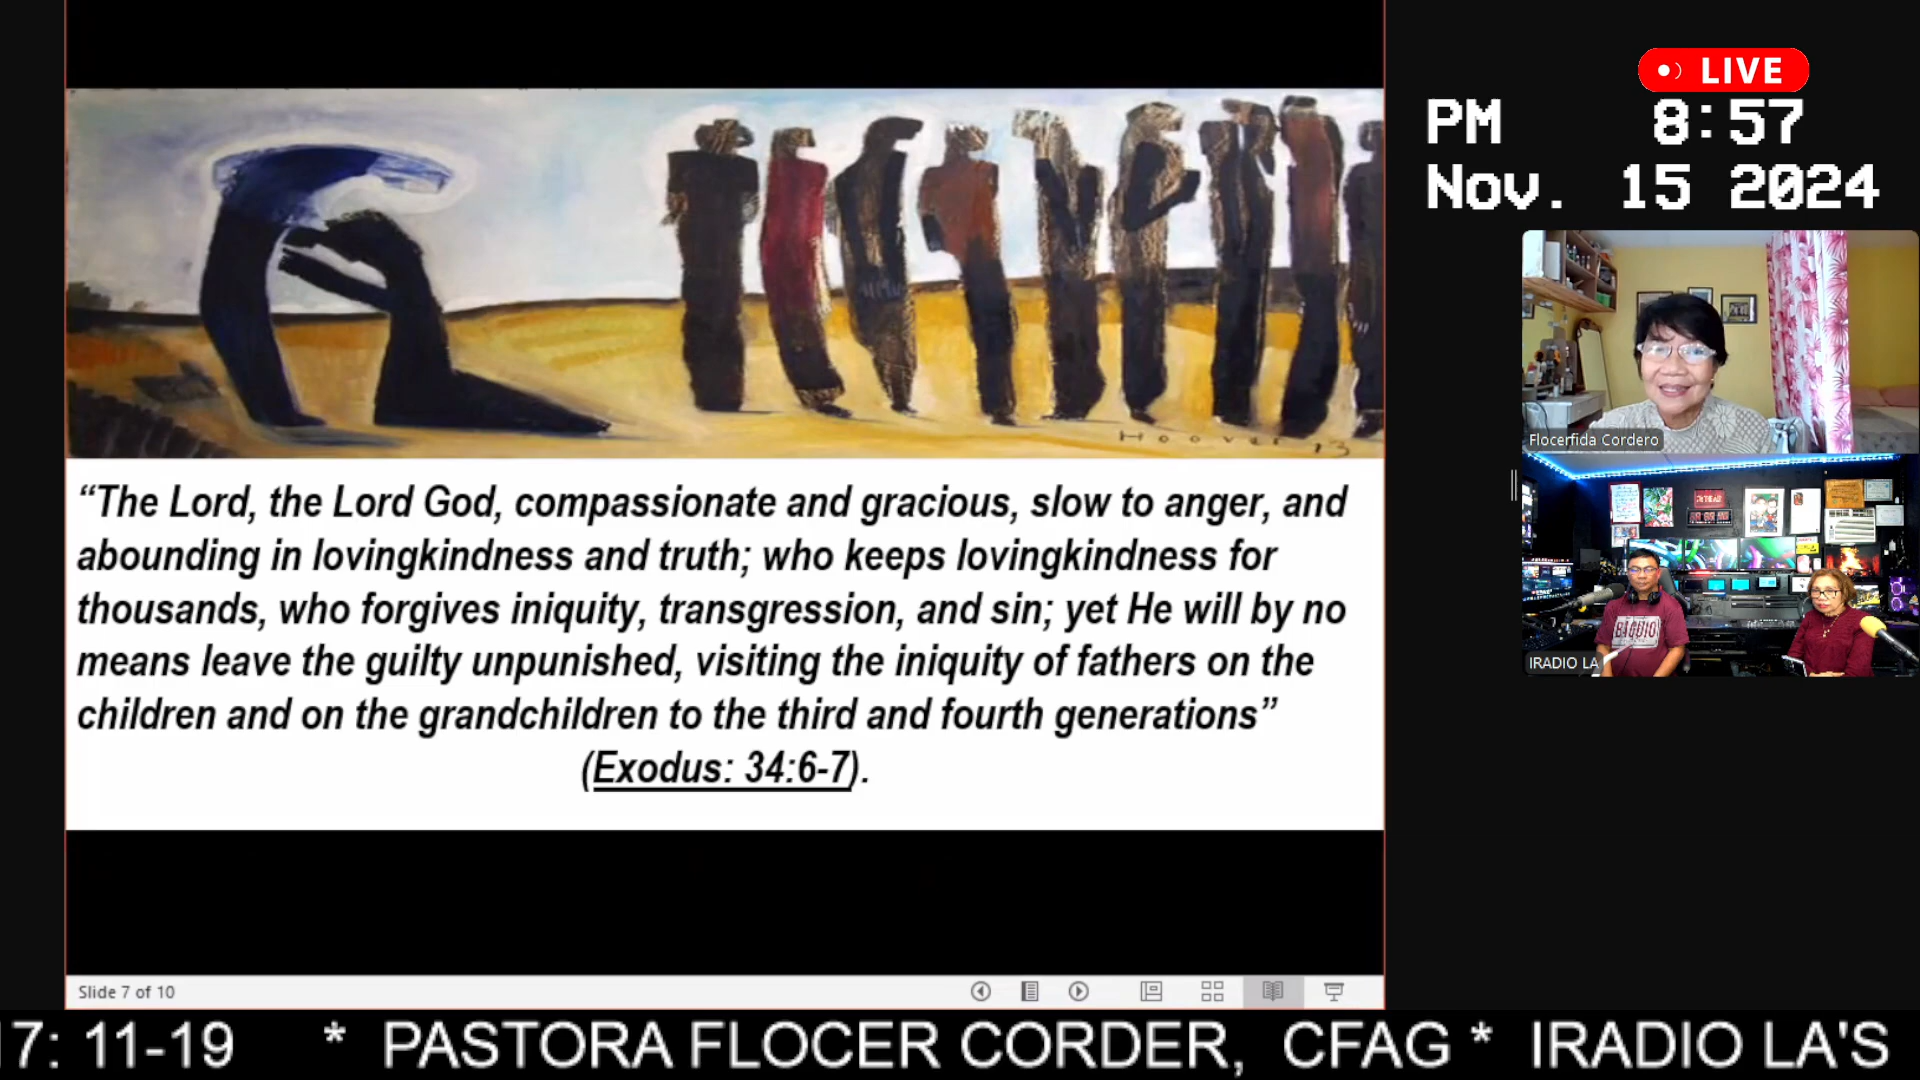 LIVE
PM 8:57
Nov. 15 2024
Hoover 13
“The Lord, the Lord God, compassionate and gracious, slow to anger, and
abounding in lovingkindness and truth; who keeps lovingkindness for
thousands, who forgives iniquity, transgression, and sin; yet He will by no
means leave the guilty unpunished, visiting the iniquity of fathers on the
children and on the grandchildren to the third and fourth generations”
(Exodus: 34:6-7).
Flocerfida Cordero
BAGUIO
IRADIO LA
Slide 7 of 10
17: 11-19 * PASTORA FLOCER CORDER, CFAG * IRADIO LA'S